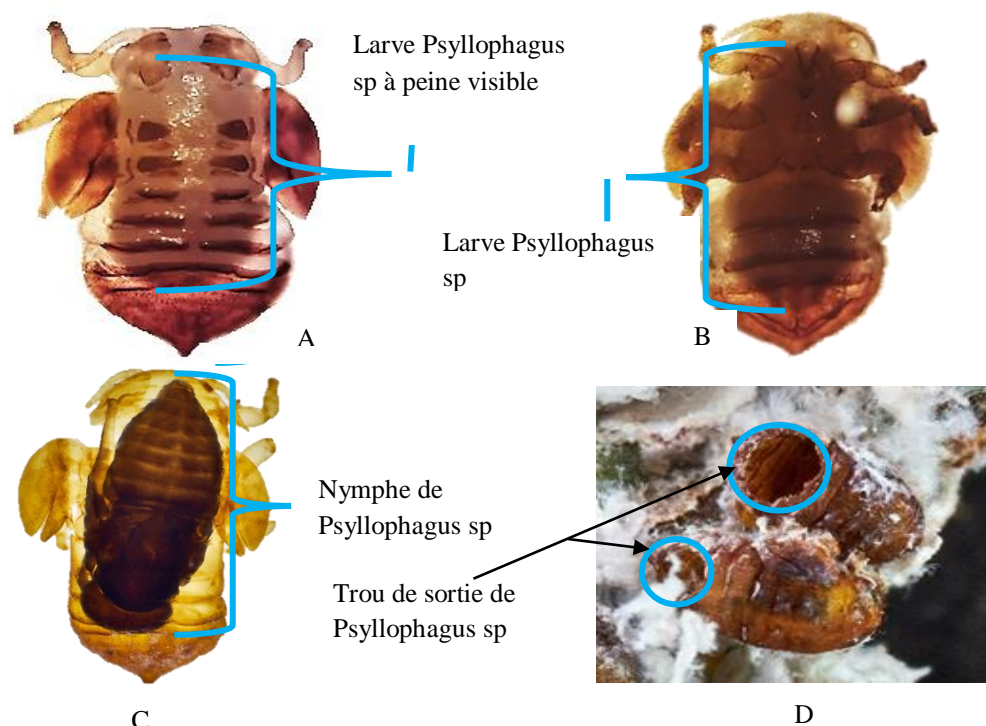 Larve Psyllophagus
sp à peine visible
Larve Psyllophagus
sp
A
B
Nymphe de
Psyllophagus sp
Trou de sortie de
Psyllophagus sp
C
D